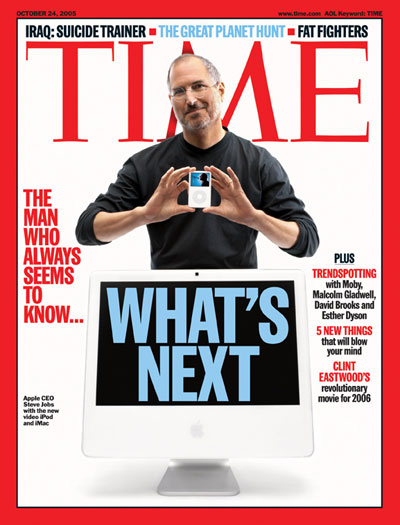 OCTOBER 24, 2005
www.time.com AOL Keyword: TIME
IRAQ: SUICIDE TRAINER ■ THE GREAT PLANET HUNT ■ FAT FIGHTERS
TIME
THE
MAN
WHO
ALWAYS
SEEMS
TO
KNOW...
WHAT'S
NEXT
PLUS
TRENDSPOTTING
with Moby,
Malcolm Gladwell,
David Brooks and
Esther Dyson
5 NEW THINGS
that will blow
your mind
CLINT
EASTWOOD'S
revolutionary
movie for 2006
Apple CEO
Steve Jobs
with the new
video iPod
and iMac